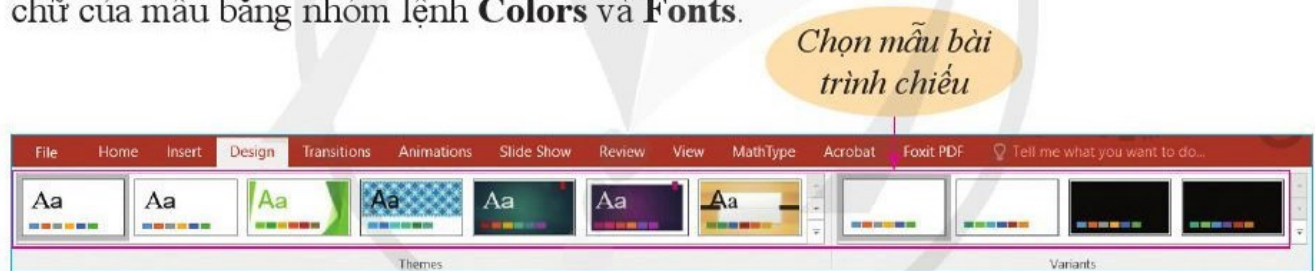 chữ của mẫu bằng nhóm lệnh Colors và Fonts.
Chọn mẫu bài
trình chiếu
File Home Insert Design Transitions Animations Slide Show Review View MathType Acrobat Foxit PDF Tell me what you want to do...
Aa Aa Aa Aa Aa Aa Aa
Themes Variants